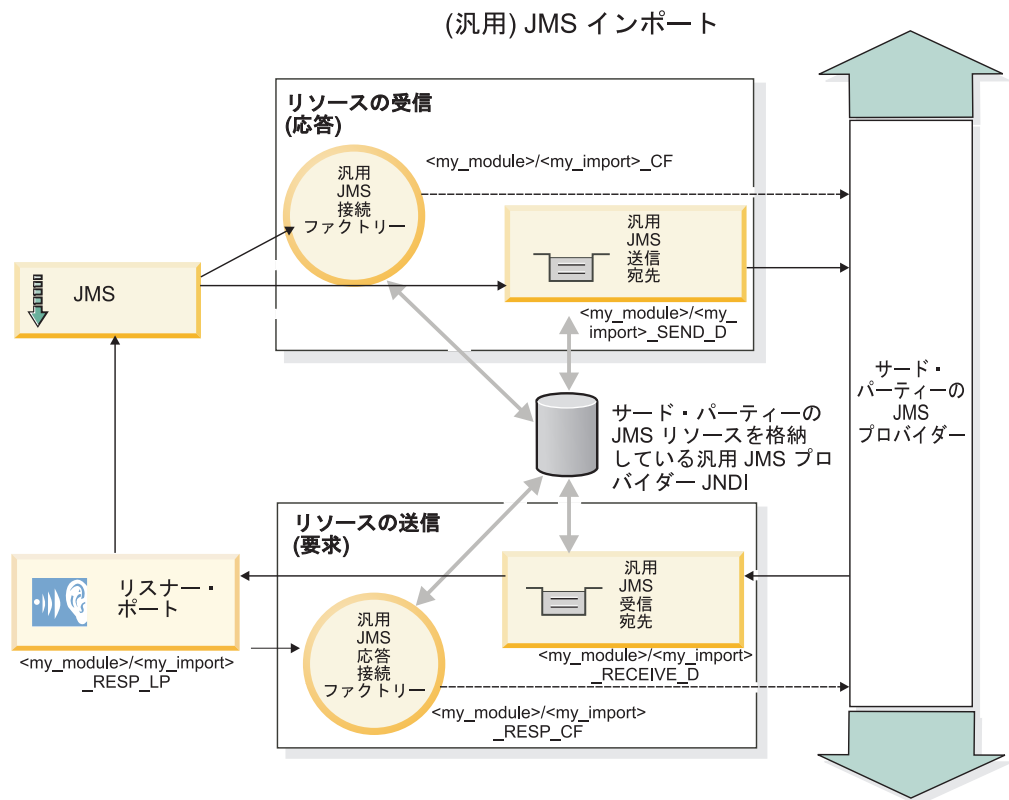 (汎用) JMS インポート
リソースの受信
(応答)
汎用
JMS
接続
ファクトリー
<my_module>/<my_import>_CF
汎用
JMS
送信
宛先
<my_module>/<my_
import>_SEND_D
JMS
サード・
パーティーの
JMS
プロバイダー
サード・パーティーの
JMS リソースを格納
している汎用 JMS プロ
バイダー JNDI
リソースの送信
(要求)
汎用
JMS
受信
宛先
<my_module>/<my_import>
_RECEIVE_D
リスナー・
ポート
<my_module>/<my_import>
_RESP_LP
汎用
JMS
応答
接続
ファクトリー
<my_module>/<my_import>
_RESP_CF